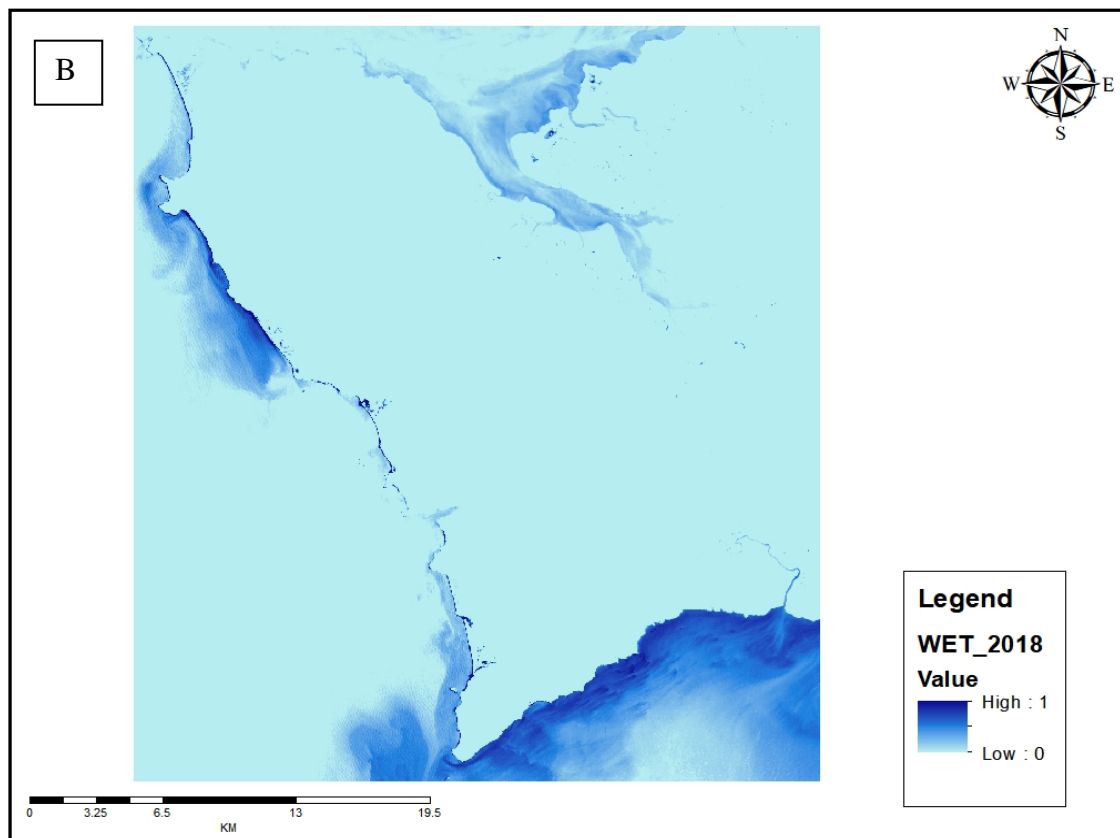 B
N
W E
S
Legend
WET_2018
Value
High : 1
Low : 0
0 3.25 6.5 13 19.5
KM